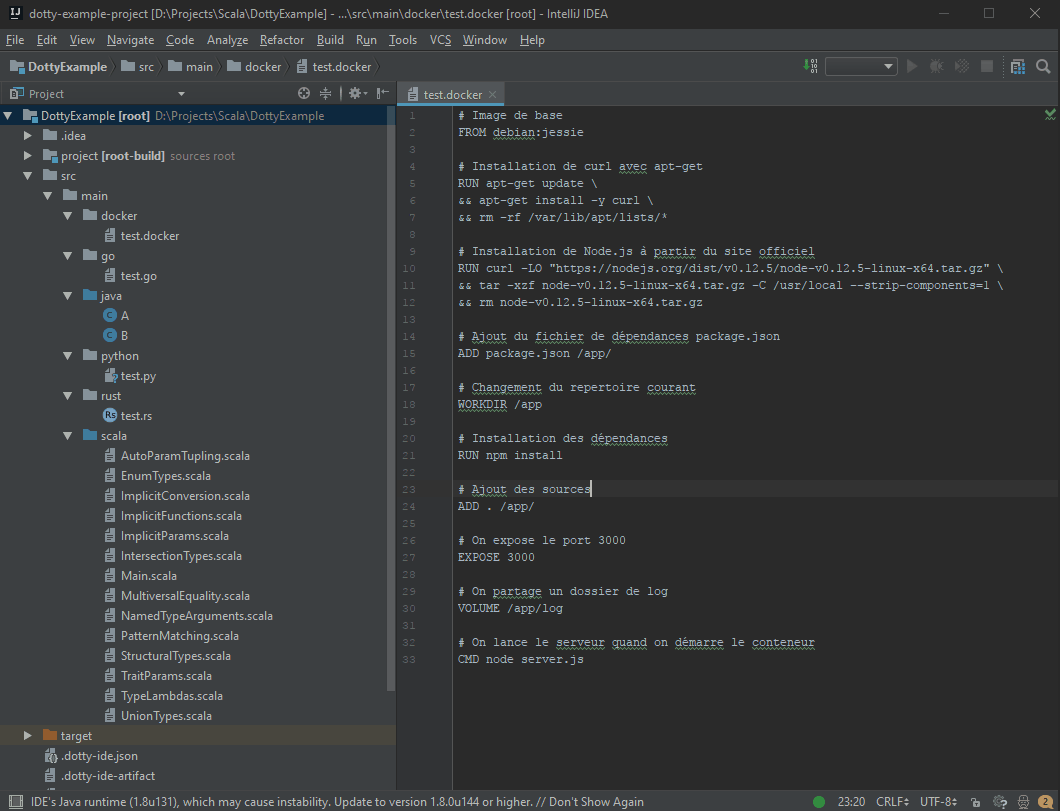 IJ dotty-example-project [D:\Projects\Scala\DottyExample] - ...\src\main\docker\test.docker [root] - IntelliJ IDEA
File Edit View Navigate Code Analyze Refactor Build Run Tools VCS Window Help
DottyExample src main docker test.docker
Project
test.docker
DottyExample [root] D:\Projects\Scala\DottyExample
.idea
project [root-build] sources root
src
main
docker
test.docker
go
test.go
java
C A
C B
python
test.py
rust
Rs test.rs
scala
AutoParamTupling.scala
EnumTypes.scala
ImplicitConversion.scala
ImplicitFunctions.scala
ImplicitParams.scala
IntersectionTypes.scala
Main.scala
MultiversalEquality.scala
NamedTypeArguments.scala
PatternMatching.scala
StructuralTypes.scala
TraitParams.scala
TypeLambdas.scala
UnionTypes.scala
target
.dotty-ide.json
.dotty-ide-artifact
1 # Image de base
2 FROM debian:jessie
3
4 # Installation de curl avec apt-get
5 RUN apt-get update \
6 && apt-get install -y curl \
7 && rm -rf /var/lib/apt/lists/*
8
9 # Installation de Node.js à partir du site officiel
10 RUN curl -LO "https://nodejs.org/dist/v0.12.5/node-v0.12.5-linux-x64.tar.gz" \
11 && tar -xzf node-v0.12.5-linux-x64.tar.gz -C /usr/local --strip-components=1 \
12 && rm node-v0.12.5-linux-x64.tar.gz
13
14 # Ajout du fichier de dépendances package.json
15 ADD package.json /app/
16
17 # Changement du repertoire courant
18 WORKDIR /app
19
20 # Installation des dépendances
21 RUN npm install
22
23 # Ajout des sources
24 ADD . /app/
25
26 # On expose le port 3000
27 EXPOSE 3000
28
29 # On partage un dossier de log
30 VOLUME /app/log
31
32 # On lance le serveur quand on démarre le conteneur
33 CMD node server.js
IDE's Java runtime (1.8u131), which may cause instability. Update to version 1.8.0u144 or higher. // Don't Show Again 23:20 CRLF UTF-8 2